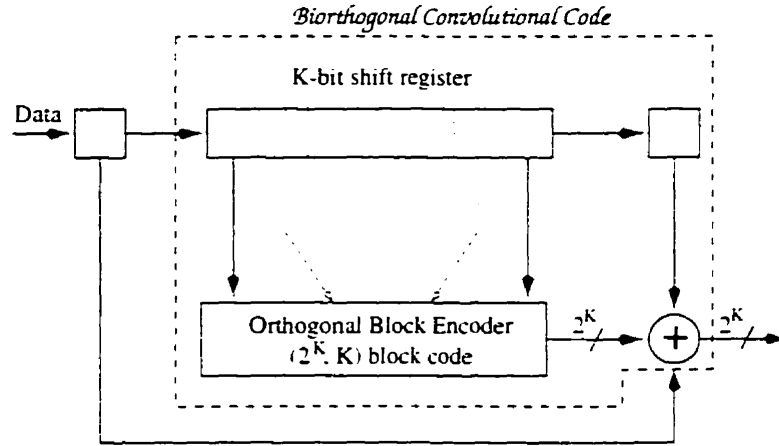 Biorthogonal Convolutional Code
K-bit shift register
Data
Orthogonal Block Encoder
(2^K, K) block code
2^K
+
2^K